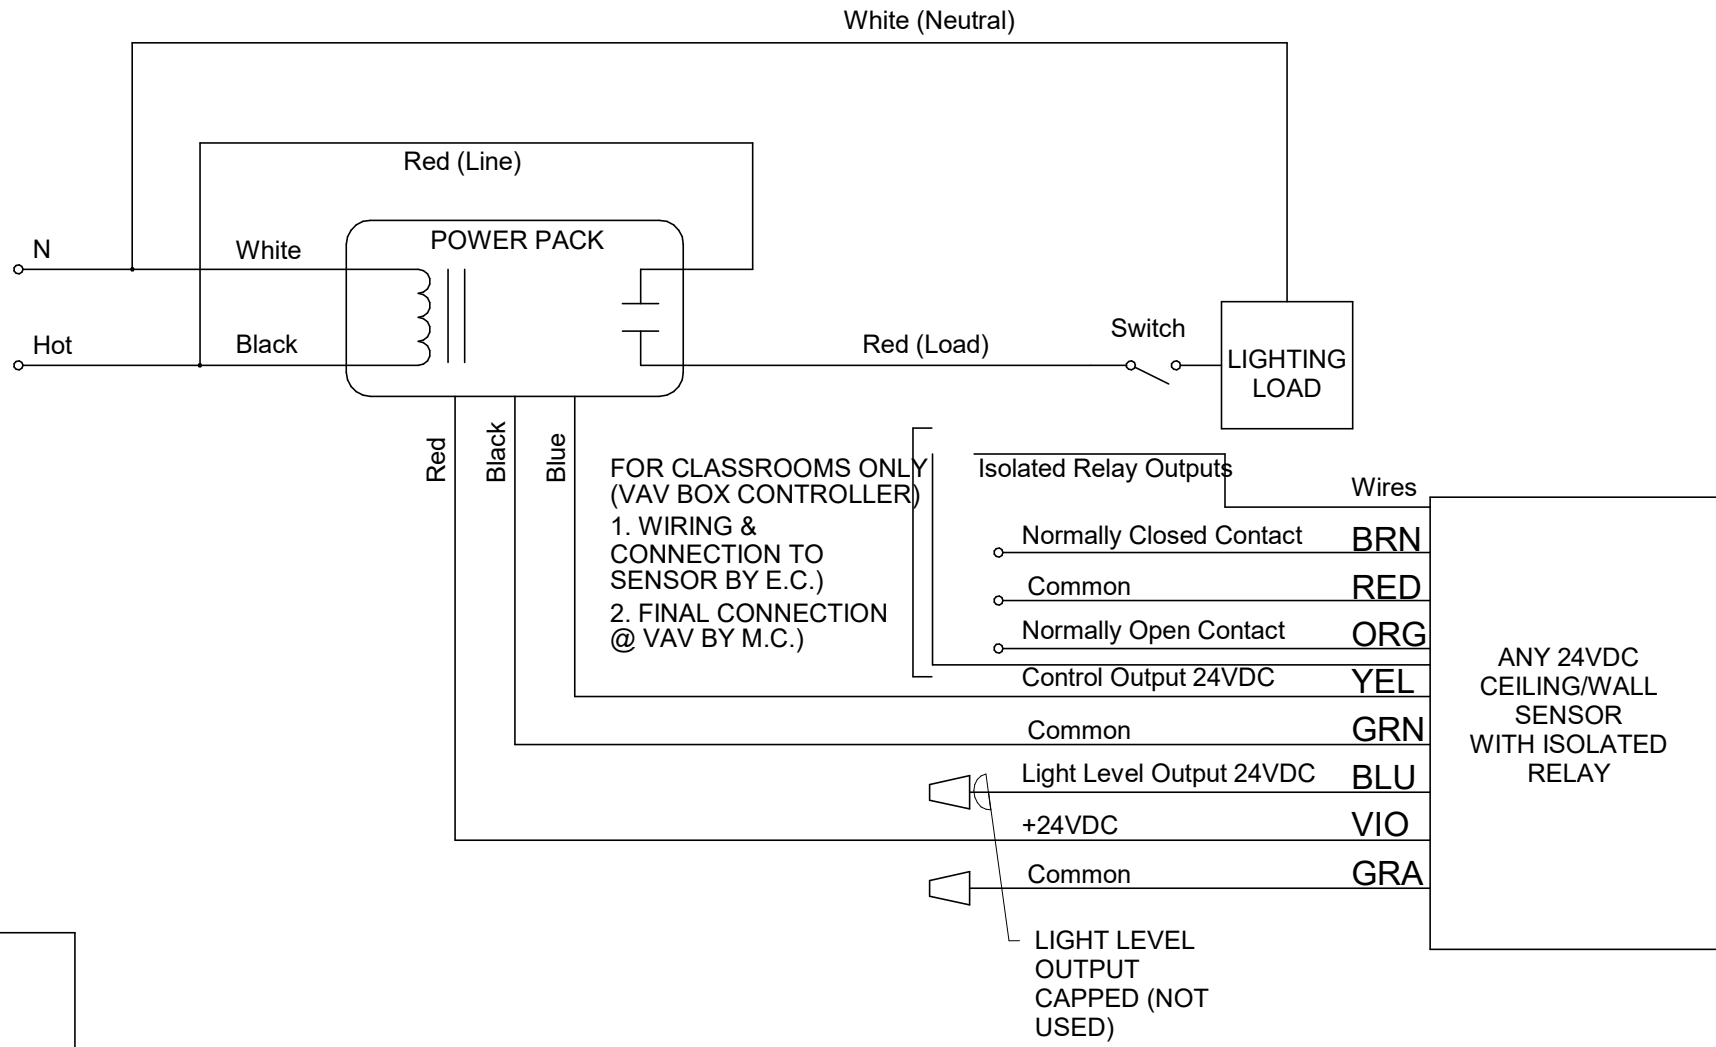 White (Neutral)
Red (Line)
N
White
POWER PACK
Hot
Black
Red (Load)
Switch
LIGHTING
LOAD
Red
Black
Blue
FOR CLASSROOMS ONLY
(VAV BOX CONTROLLER)
1. WIRING &
CONNECTION TO
SENSOR BY E.C.)
2. FINAL CONNECTION
@ VAV BY M.C.)
Isolated Relay Outputs
Wires
Normally Closed Contact BRN
Common RED
Normally Open Contact ORG
Control Output 24VDC YEL
Common GRN
Light Level Output 24VDC BLU
+24VDC VIO
Common GRA
ANY 24VDC
CEILING/WALL
SENSOR
WITH ISOLATED
RELAY
LIGHT LEVEL
OUTPUT
CAPPED (NOT
USED)